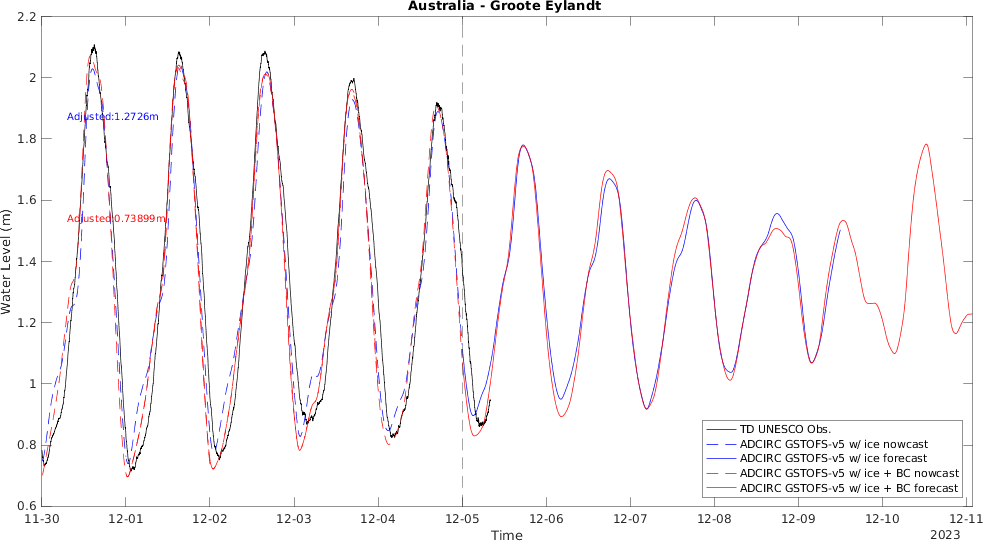 Australia - Groote Eylandt
2.2
2
1.8
1.6
1.4
1.2
1
0.8
0.6
Water Level (m)
Adjusted:1.2726m
Adjusted:0.73899m
TD UNESCO Obs.
ADCIRC GSTOFS-v5 w/ ice nowcast
ADCIRC GSTOFS-v5 w/ ice forecast
ADCIRC GSTOFS-v5 w/ ice + BC nowcast
ADCIRC GSTOFS-v5 w/ ice + BC forecast
11-30 12-01 12-02 12-03 12-04 12-05 12-06 12-07 12-08 12-09 12-10 12-11
Time
2023